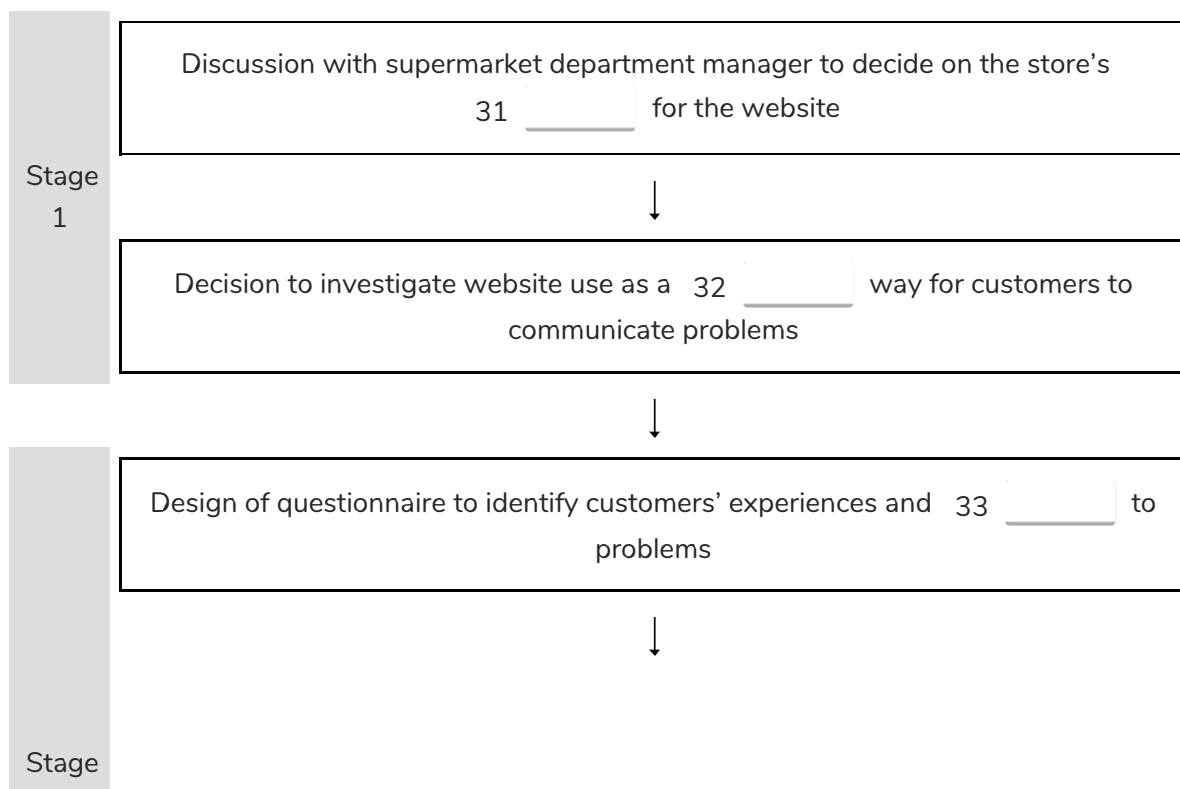 Discussion with supermarket department manager to decide on the store’s
31 for the website
Stage
1
Decision to investigate website use as a 32 way for customers to
communicate problems
Design of questionnaire to identify customers’ experiences and 33 to
problems
Stage